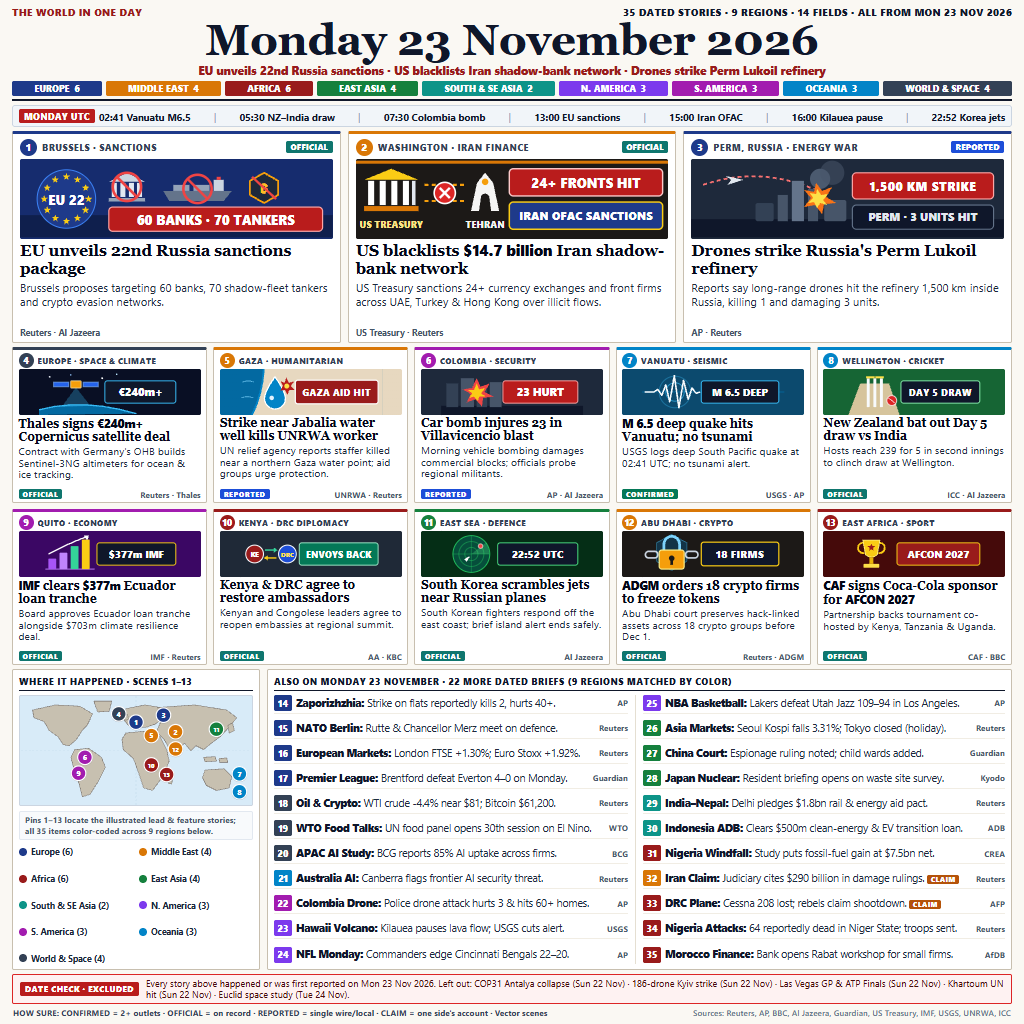 THE WORLD IN ONE DAY
35 DATED STORIES • 9 REGIONS • 14 FIELDS • ALL FROM MON 23 NOV 2026
Monday 23 November 2026
EU unveils 22nd Russia sanctions · US blacklists Iran shadow-bank network · Drones strike Perm Lukoil refinery
EUROPE 6
MIDDLE EAST 4
AFRICA 6
EAST ASIA 4
SOUTH & SE ASIA 2
N. AMERICA 3
S. AMERICA 3
OCEANIA 3
WORLD & SPACE 4
MONDAY UTC
02:41 Vanuatu M6.5 | 05:30 NZ–India draw | 07:30 Colombia bomb | 13:00 EU sanctions | 15:00 Iran OFAC | 16:00 Kilauea pause | 22:52 Korea jets
1 BRUSSELS · SANCTIONS
OFFICIAL
EU 22
60 BANKS · 70 TANKERS
EU unveils 22nd Russia sanctions
package
Brussels proposes targeting 60 banks, 70 shadow-fleet tankers
and crypto evasion networks.
Reuters · Al Jazeera
2 WASHINGTON · IRAN FINANCE
OFFICIAL
US TREASURY
TEHRAN
24+ FRONTS HIT
IRAN OFAC SANCTIONS
US blacklists $14.7 billion Iran shadow-
bank network
US Treasury sanctions 24+ currency exchanges and front firms
across UAE, Turkey & Hong Kong over illicit flows.
US Treasury · Reuters
3 PERM, RUSSIA · ENERGY WAR
REPORTED
1,500 KM STRIKE
PERM · 3 UNITS HIT
Drones strike Russia's Perm Lukoil
refinery
Reports say long-range drones hit the refinery 1,500 km inside
Russia, killing 1 and damaging 3 units.
AP · Reuters
4 EUROPE · SPACE & CLIMATE
€240m+
Thales signs €240m+
Copernicus satellite deal
Contract with Germany's OHB builds
Sentinel-3NG altimeters for ocean &
ice tracking.
OFFICIAL
Reuters · Thales
5 GAZA · HUMANITARIAN
GAZA AID HIT
Strike near Jabalia water
well kills UNRWA worker
UN relief agency reports staffer killed
near a northern Gaza water point; aid
groups urge protection.
REPORTED
UNRWA · Reuters
6 COLOMBIA · SECURITY
23 HURT
Car bomb injures 23 in
Villavicencio blast
Morning vehicle bombing damages
commercial blocks; officials probe
regional militants.
REPORTED
AP · Al Jazeera
7 VANUATU · SEISMIC
M 6.5 DEEP
M 6.5 deep quake hits
Vanuatu; no tsunami
USGS logs deep South Pacific quake at
02:41 UTC; no tsunami alert.
CONFIRMED
USGS · AP
8 WELLINGTON · CRICKET
DAY 5 DRAW
New Zealand bat out Day 5
draw vs India
Hosts reach 239 for 5 in second innings
to clinch draw at Wellington.
OFFICIAL
ICC · Al Jazeera
9 QUITO · ECONOMY
$377m IMF
IMF clears $377m Ecuador
loan tranche
Board approves Ecuador loan tranche
alongside $703m climate resilience
deal.
OFFICIAL
IMF · Reuters
10 KENYA · DRC DIPLOMACY
KE
DRC
ENVOYS BACK
Kenya & DRC agree to
restore ambassadors
Kenyan and Congolese leaders agree to
reopen embassies at regional summit.
OFFICIAL
AA · KBC
11 EAST SEA · DEFENCE
22:52 UTC
South Korea scrambles jets
near Russian planes
South Korean fighters respond off the
east coast; brief island alert ends safely.
OFFICIAL
Al Jazeera
12 ABU DHABI · CRYPTO
18 FIRMS
ADGM orders 18 crypto firms
to freeze tokens
Abu Dhabi court preserves hack-linked
assets across 18 crypto groups before
Dec 1.
OFFICIAL
Reuters · ADGM
13 EAST AFRICA · SPORT
AFCON 2027
CAF signs Coca-Cola sponsor
for AFCON 2027
Partnership backs tournament co-
hosted by Kenya, Tanzania & Uganda.
OFFICIAL
CAF · BBC
WHERE IT HAPPENED · SCENES 1–13
4
1
3
5
2
12
11
6
9
10
13
7
8
Pins 1–13 locate the illustrated lead & feature stories;
all 35 items color-coded across 9 regions below.
Europe (6)
Middle East (4)
Africa (6)
East Asia (4)
South & SE Asia (2)
N. America (3)
S. America (3)
Oceania (3)
World & Space (4)
ALSO ON MONDAY 23 NOVEMBER · 22 MORE DATED BRIEFS (9 REGIONS MATCHED BY COLOR)
14 Zaporizhzhia: Strike on flats reportedly kills 2, hurts 40+. AP
15 NATO Berlin: Rutte & Chancellor Merz meet on defence. Reuters
16 European Markets: London FTSE +1.30%; Euro Stoxx +1.92%. Reuters
17 Premier League: Brentford defeat Everton 4–0 on Monday. Guardian
18 Oil & Crypto: WTI crude -4.4% near $81; Bitcoin $61,200. Reuters
19 WTO Food Talks: UN food panel opens 30th session on El Nino. WTO
20 APAC AI Study: BCG reports 85% AI uptake across firms. BCG
21 Australia AI: Canberra flags frontier AI security threat. Reuters
22 Colombia Drone: Police drone attack hurts 3 & hits 60+ homes. AP
23 Hawaii Volcano: Kilauea pauses lava flow; USGS cuts alert. USGS
24 NFL Monday: Commanders edge Cincinnati Bengals 22–20. AP
25 NBA Basketball: Lakers defeat Utah Jazz 109–94 in Los Angeles. AP
26 Asia Markets: Seoul Kospi falls 3.31%; Tokyo closed (holiday). Reuters
27 China Court: Espionage ruling noted; child wards added. Guardian
28 Japan Nuclear: Resident briefing opens on waste site survey. Kyodo
29 India–Nepal: Delhi pledges $1.8bn rail & energy aid pact. Reuters
30 Indonesia ADB: Clears $500m clean-energy & EV transition loan. ADB
31 Nigeria Windfall: Study puts fossil-fuel gain at $7.5bn net. CREA
32 Iran Claim: Judiciary cites $290 billion in damage rulings. CLAIM Reuters
33 DRC Plane: Cessna 208 lost; rebels claim shootdown. CLAIM AFP
34 Nigeria Attacks: 64 reportedly dead in Niger State; troops sent. Reuters
35 Morocco Finance: Bank opens Rabat workshop for small firms. AfDB
DATE CHECK · EXCLUDED
Every story above happened or was first reported on Mon 23 Nov 2026. Left out: COP31 Antalya collapse (Sun 22 Nov) · 186-drone Kyiv strike (Sun 22 Nov) · Las Vegas GP & ATP Finals (Sun 22 Nov) · Khartoum UN
hit (Sun 22 Nov) · Euclid space study (Tue 24 Nov).
HOW SURE: CONFIRMED = 2+ outlets · OFFICIAL = on record · REPORTED = single wire/local · CLAIM = one side's account · Vector scenes
Sources: Reuters, AP, BBC, Al Jazeera, Guardian, US Treasury, IMF, USGS, UNRWA, ICC